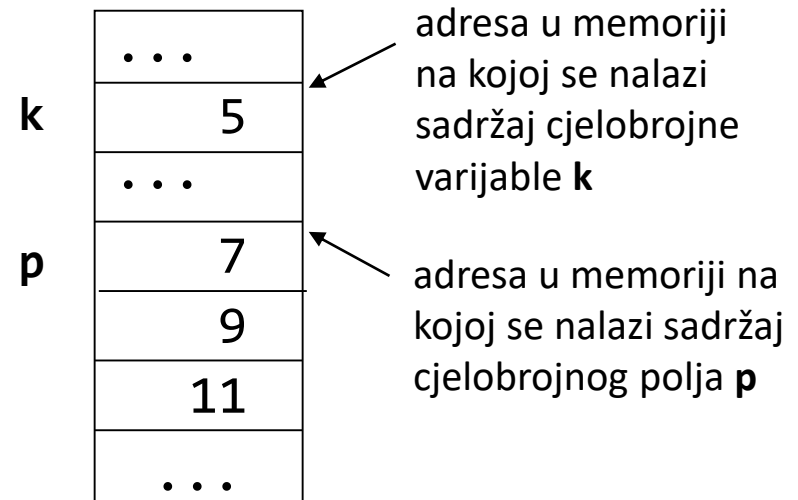 . . .
k 5
. . .
p 7
9
11
. . .
adresa u memoriji
na kojoj se nalazi
sadržaj cjelobrojne
varijable k
adresa u memoriji na
kojoj se nalazi sadržaj
cjelobrojnog polja p